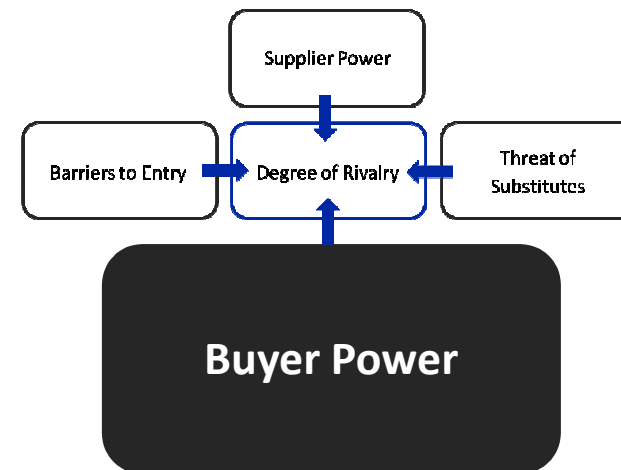 Supplier Power
Barriers to Entry
Degree of Rivalry
Threat of
Substitutes
Buyer Power